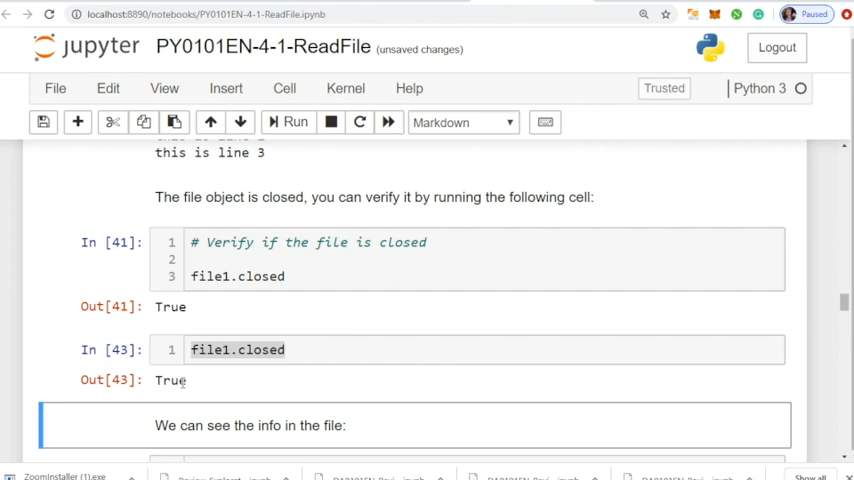 localhost:8890/notebooks/PY0101EN-4-1-ReadFile.ipynb
Paused
jupyter PY0101EN-4-1-ReadFile (unsaved changes)
Logout
File Edit View Insert Cell Kernel Help
Trusted
Python 3
Run
Markdown
this is line 3
The file object is closed, you can verify it by running the following cell:
In [41]:
1 # Verify if the file is closed
2
3 file1.closed
Out[41]: True
In [43]: 1 file1.closed
Out[43]: True
We can see the info in the file:
ZoomInstaller (1).exe
Show all